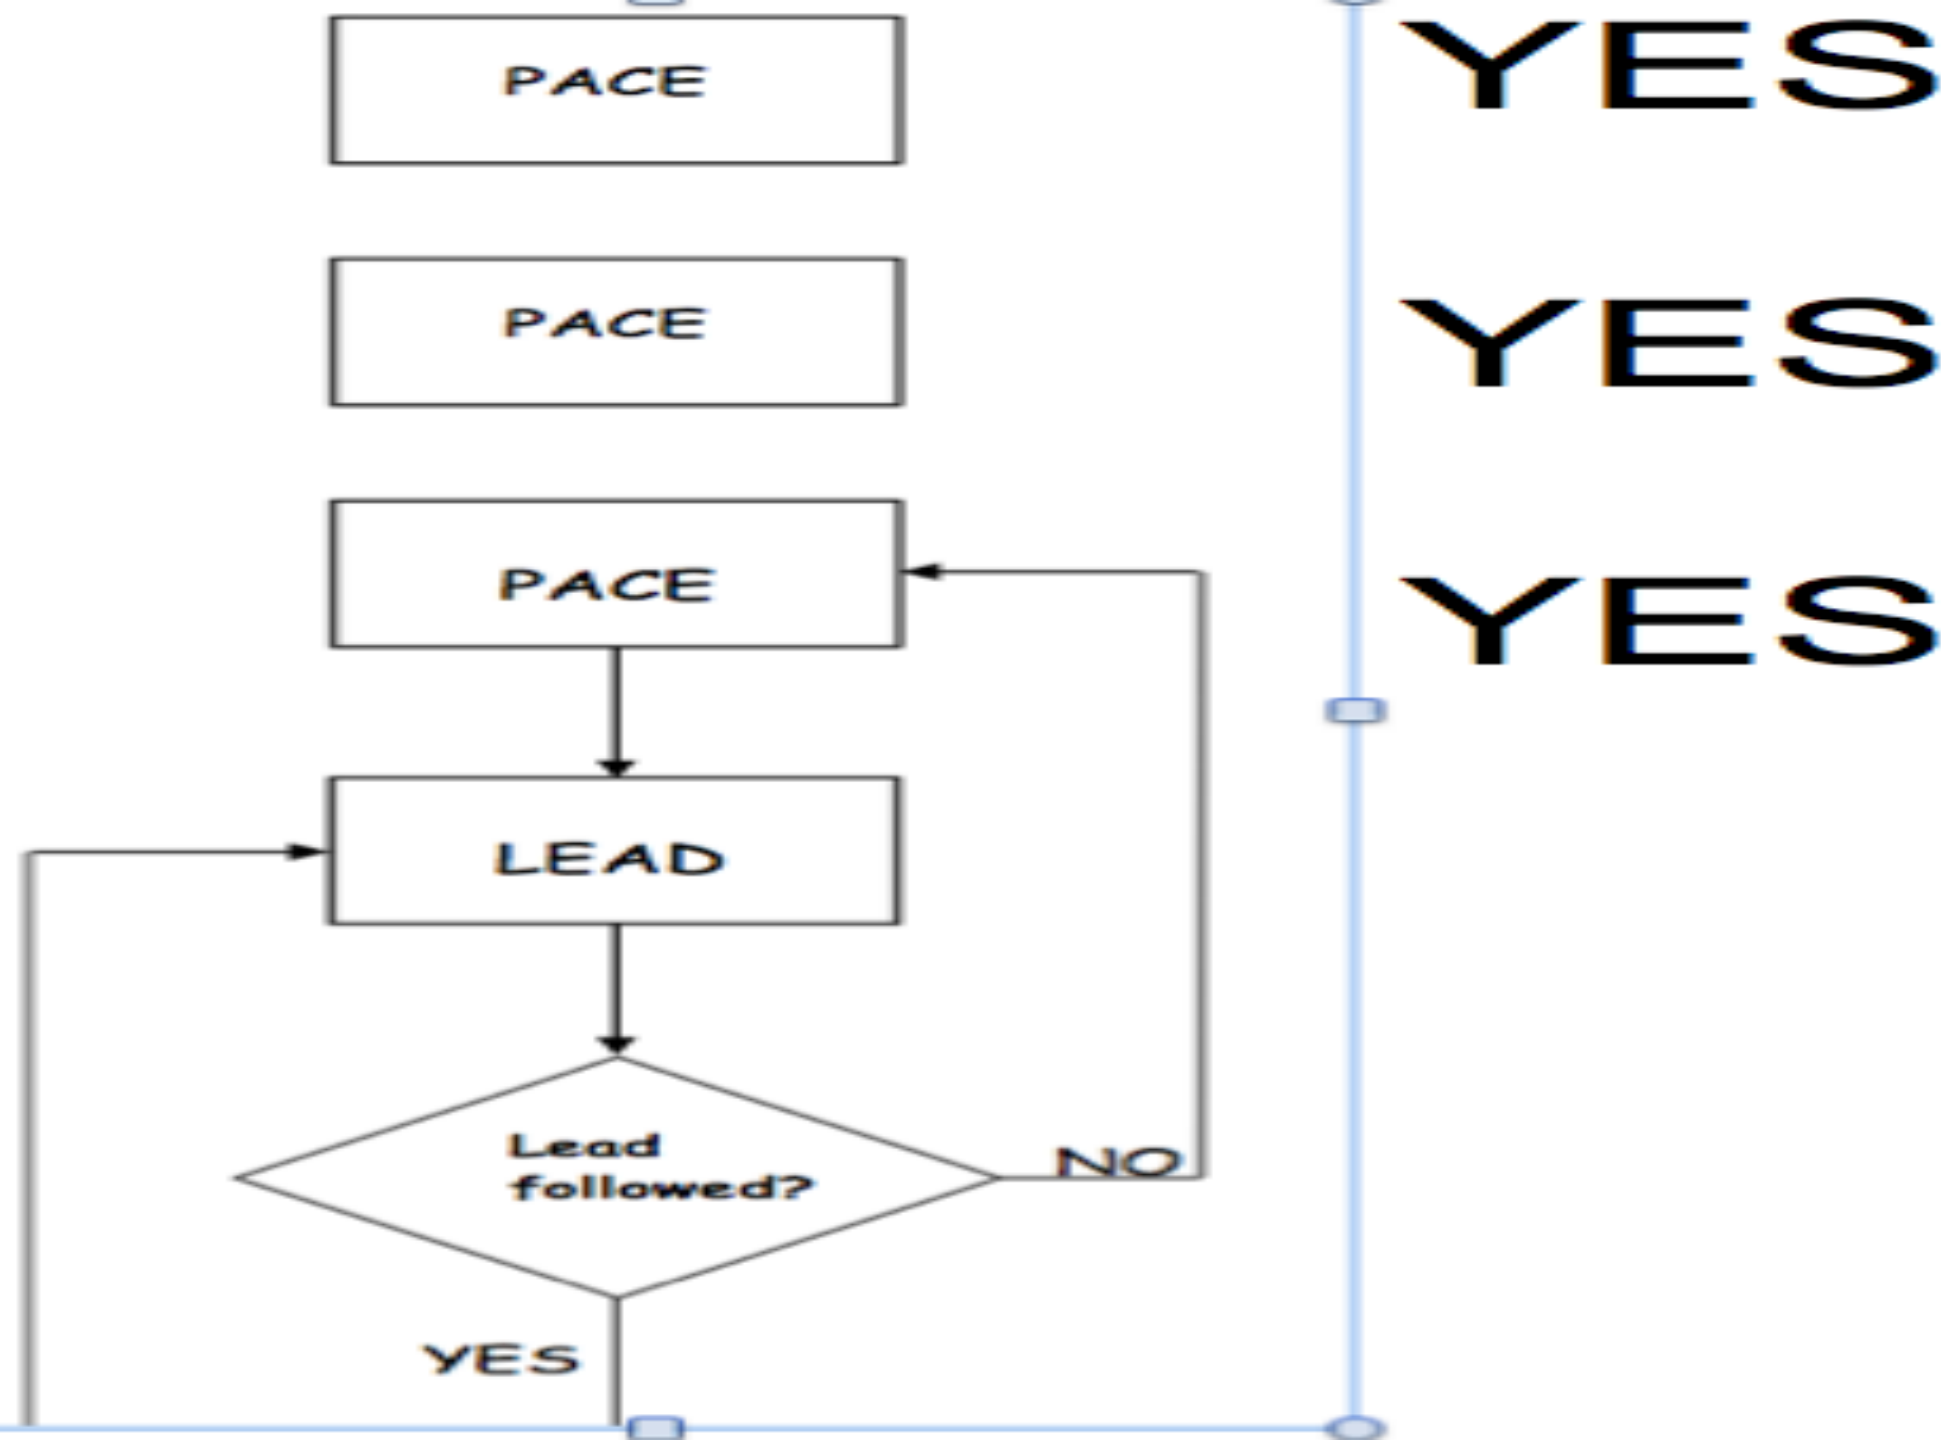 PACE YES
PACE YES
PACE YES
LEAD
Lead
followed?
NO
YES